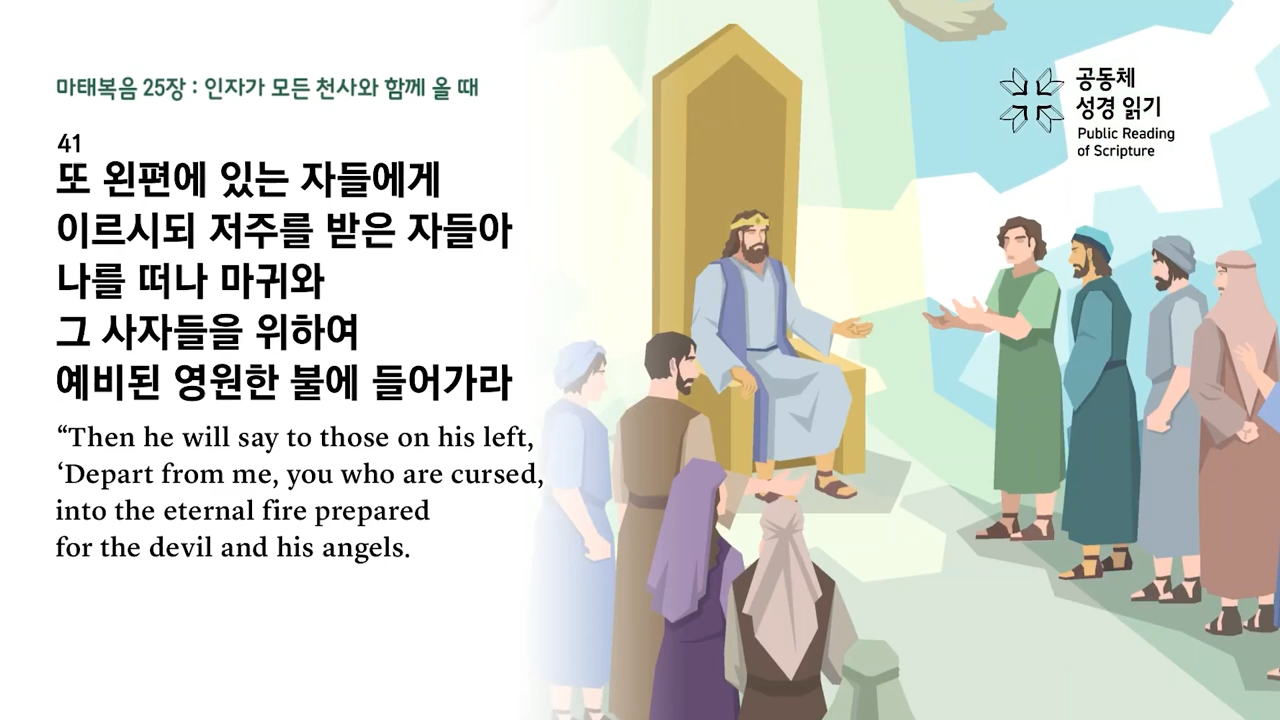 마태복음 25장 : 인자가 모든 천사와 함께 올 때
41
또 왼편에 있는 자들에게
이르시되 저주를 받은 자들아
나를 떠나 마귀와
그 사자들을 위하여
예비된 영원한 불에 들어가라
“Then he will say to those on his left,
‘Depart from me, you who are cursed,
into the eternal fire prepared
for the devil and his angels.
공동체
성경 읽기
Public Reading
of Scripture